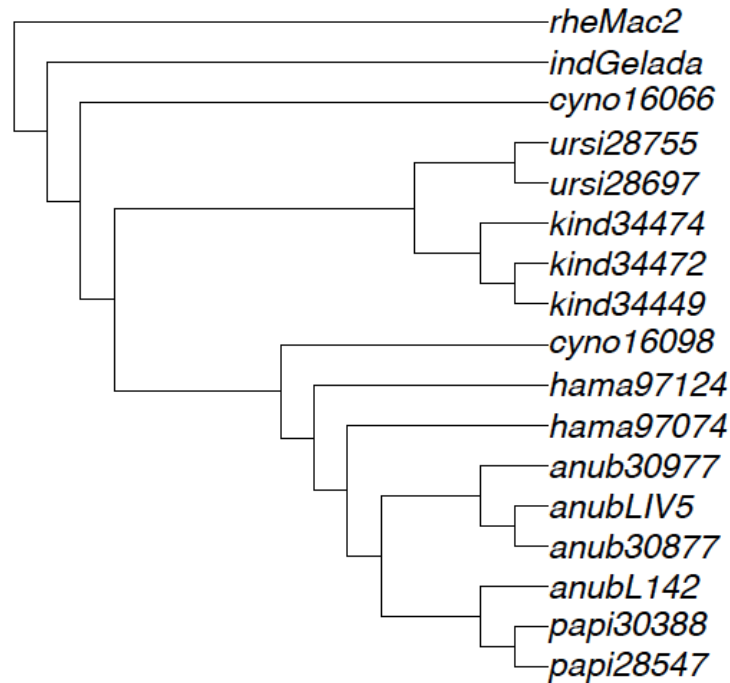 rheMac2
indGelada
cyno16066
ursi28755
ursi28697
kind34474
kind34472
kind34449
cyno16098
hama97124
hama97074
anub30977
anubLIV5
anub30877
anubL142
papi30388
papi28547